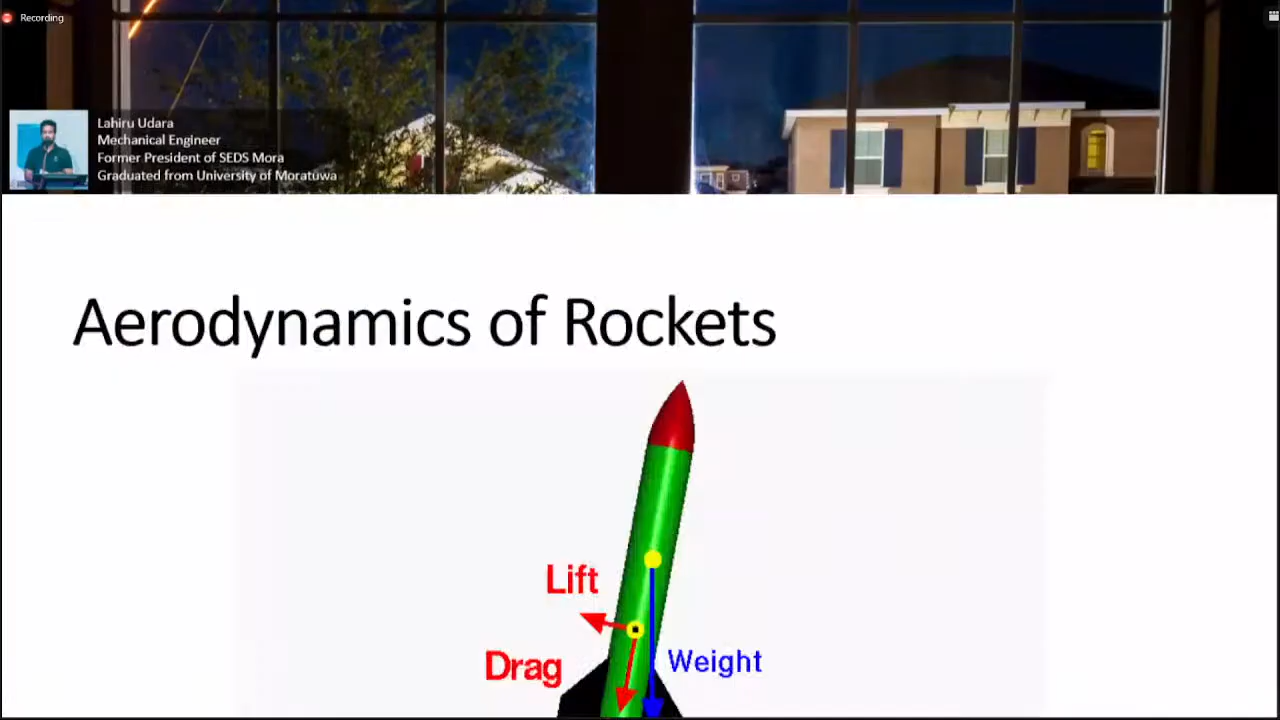 Recording
Lahiru Udara
Mechanical Engineer
Former President of SEDS Mora
Graduated from University of Moratuwa
Aerodynamics of Rockets
Lift
Drag
Weight